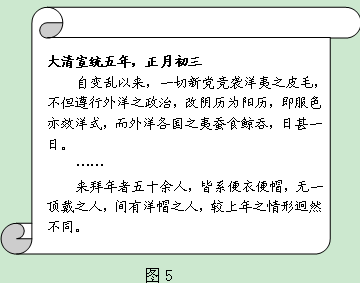 大清宣统五年，正月初三
自变乱以来，一切新党竞袭洋夷之皮毛，
不但遵行外洋之政治，改阴历为阳历，即服色
亦效洋式，而外洋各国之夷蚕食鲸吞，日甚一
日。
……
来拜年者五十余人，皆系便衣便帽，无一
顶戴之人，间有洋帽之人，较上年之情形迥然
不同。
图5